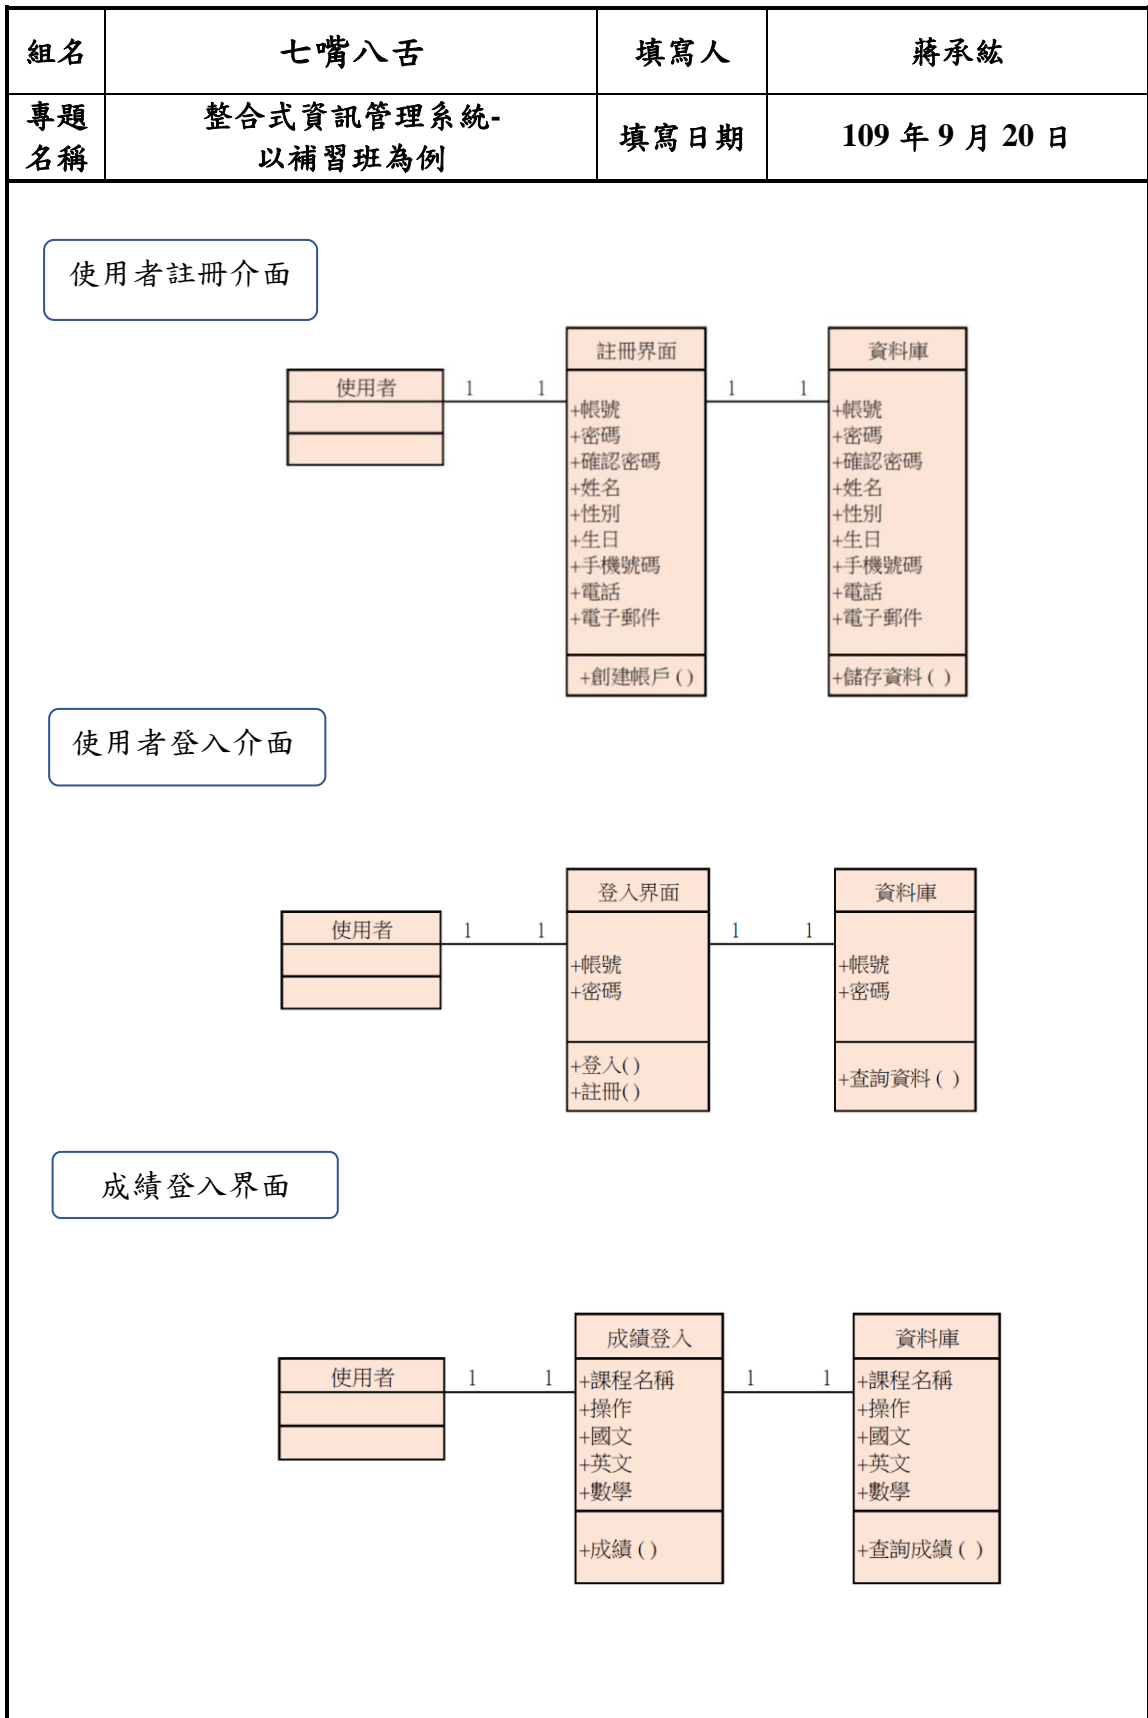 組名 七嘴八舌 填寫人 蔣承紘
專題名稱 整合式資訊管理系統-以補習班為例 填寫日期 109 年 9 月 20 日
使用者註冊介面
使用者
1 1
註冊界面
+帳號
+密碼
+確認密碼
+姓名
+性別
+生日
+手機號碼
+電話
+電子郵件
+創建帳戶 ( )
1 1
資料庫
+帳號
+密碼
+確認密碼
+姓名
+性別
+生日
+手機號碼
+電話
+電子郵件
+儲存資料 ( )
使用者登入介面
使用者
1 1
登入界面
+帳號
+密碼
+登入( )
+註冊( )
1 1
資料庫
+帳號
+密碼
+查詢資料 ( )
成績登入界面
使用者
1 1
成績登入
+課程名稱
+操作
+國文
+英文
+數學
+成績 ( )
1 1
資料庫
+課程名稱
+操作
+國文
+英文
+數學
+查詢成績 ( )